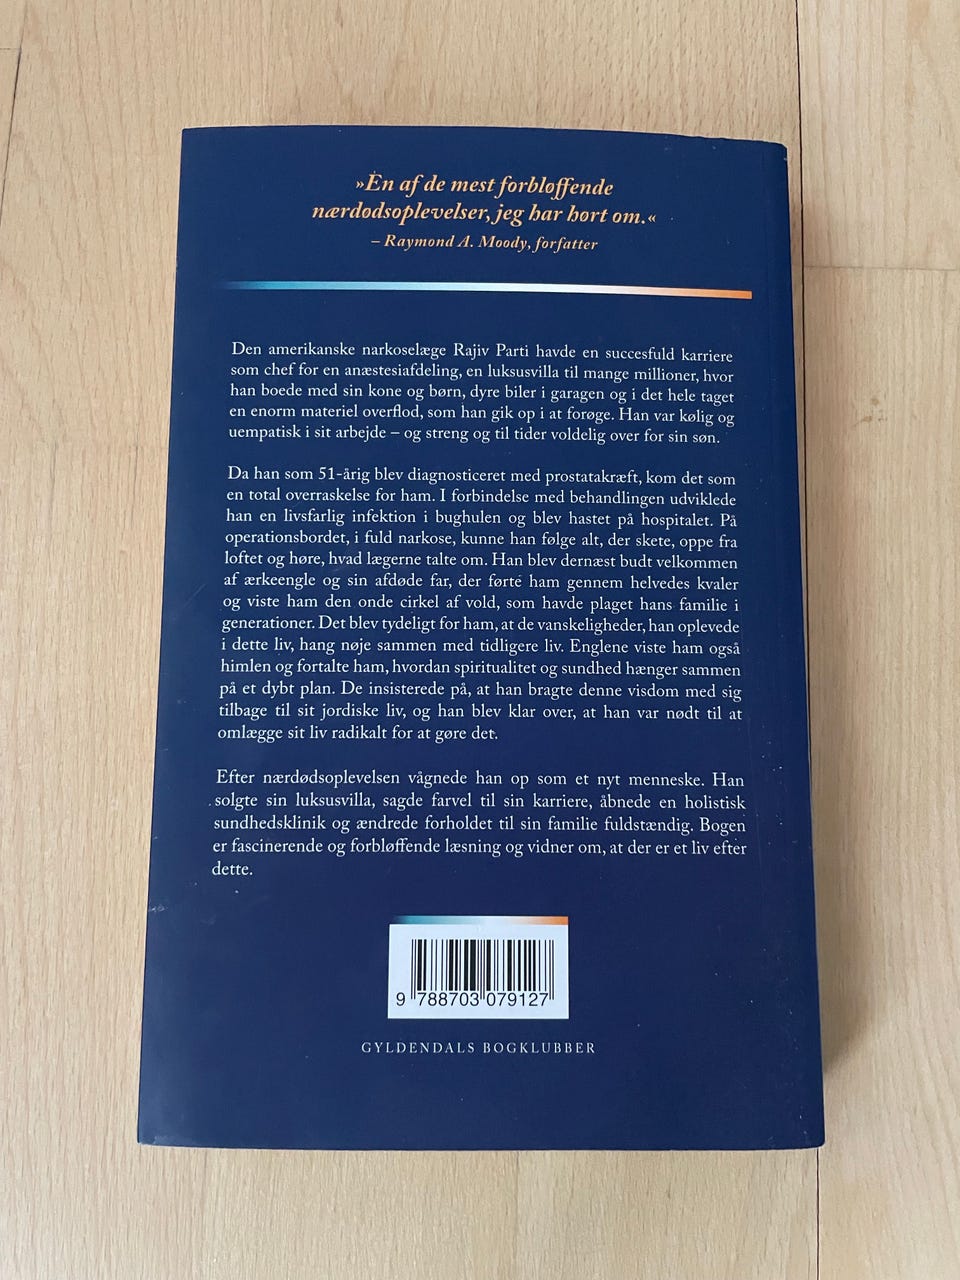 »Én af de mest forbløffende
nærdødsoplevelser, jeg har hørt om.«
– Raymond A. Moody, forfatter
Den amerikanske narkoselæge Rajiv Parti havde en succesfuld karriere
som chef for en anæstesiafdeling, en luksusvilla til mange millioner, hvor
han boede med sin kone og børn, dyre biler i garagen og i det hele taget
en enorm materiel overflod, som han gik op i at forøge. Han var kølig og
uempatisk i sit arbejde – og streng og til tider voldelig over for sin søn.
Da han som 51-årig blev diagnosticeret med prostatakræft, kom det som
en total overraskelse for ham. I forbindelse med behandlingen udviklede
han en livsfarlig infektion i bughulen og blev hastet på hospitalet. På
operationsbordet, i fuld narkose, kunne han følge alt, der skete, oppe fra
loftet og høre, hvad lægerne talte om. Han blev dernæst budt velkommen
af ærkeengle og sin afdøde far, der førte ham gennem helvedes kvaler
og viste ham den onde cirkel af vold, som havde plaget hans familie i
generationer. Det blev tydeligt for ham, at de vanskeligheder, han oplevede
i dette liv, hang nøje sammen med tidligere liv. Englene viste ham også
himlen og fortalte ham, hvordan spiritualitet og sundhed hænger sammen
på et dybt plan. De insisterede på, at han bragte denne visdom med sig
tilbage til sit jordiske liv, og han blev klar over, at han var nødt til at
omlægge sit liv radikalt for at gøre det.
Efter nærdødsoplevelsen vågnede han op som et nyt menneske. Han
solgte sin luksusvilla, sagde farvel til sin karriere, åbnede en holistisk
sundhedsklinik og ændrede forholdet til sin familie fuldstændig. Bogen
er fascinerende og forbløffende læsning og vidner om, at der er et liv efter
dette.
9 788703 079127
GYLDENDALS BOGKLUBBER